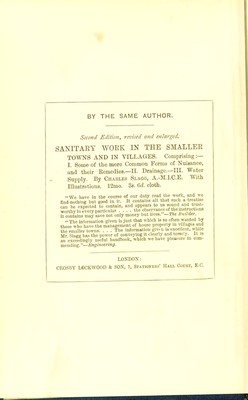 BY THE SAME AUTHOR.
Second Edition, revised and enlarged.
SANITARY WORK IN THE SMALLER
TOWNS AND IN VILLAGES. Comprising :—
I. Some of the more Common Forms of Nuisance,
and their Remedies—II. Drainage.—III. Water
Supply. By CHARLES SLAGG, A.-M.I.C.E. With
Illustrations. 12mo. 3s. 6d. cloth.
"We have in the course of our duty read the work, and we
find nothing but good in it. It contains all that such a treatise
can be expected to contain, and appears to us sound and trust-
worthy in every particular . . . . the observance of the instructions
it contains may save not only money but lives."—The Builder.
"The information given is just that which is so often wanted by
those who have the management of house property in villages and
the smaller towns . . . . The information given is excellent, while
Mr. Slagg has the power of conveying it clearly and tersely. It is
an exceedingly useful handbook, which we have pleasure in com-
mending."—Engineering.
LONDON:
CROSBY LOCKWOOD & SON, 7, STATIONERS' HALL COURT, E.C.